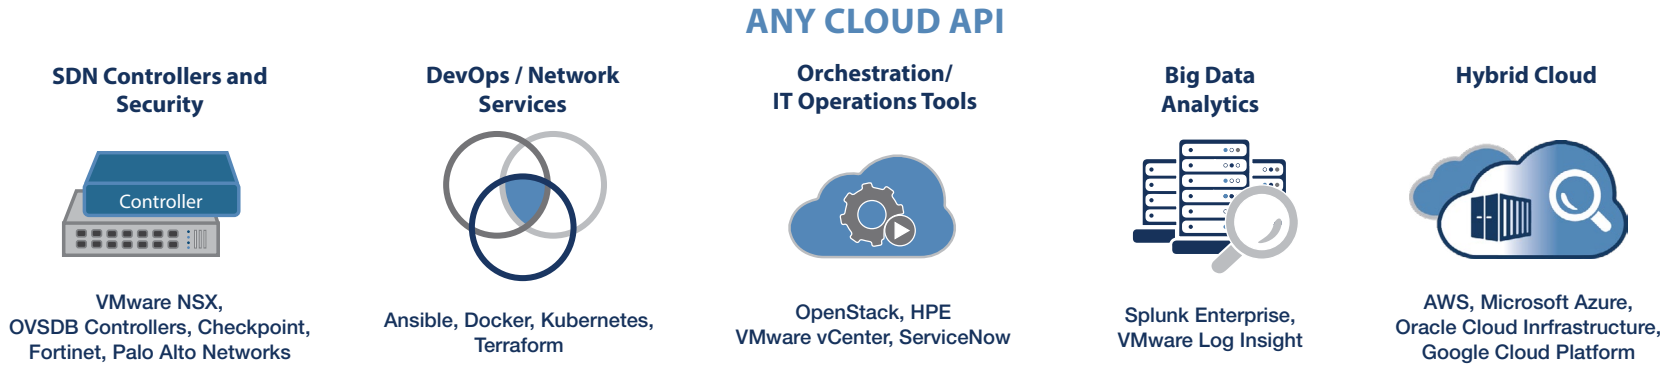 ANY CLOUD API
SDN Controllers and
Security
Controller
VMware NSX,
OVSDB Controllers, Checkpoint,
Fortinet, Palo Alto Networks
DevOps / Network
Services
Ansible, Docker, Kubernetes,
Terraform
Orchestration/
IT Operations Tools
OpenStack, HPE
VMware vCenter, ServiceNow
Big Data
Analytics
Splunk Enterprise,
VMware Log Insight
Hybrid Cloud
AWS, Microsoft Azure,
Oracle Cloud Inrfrastructure,
Google Cloud Platform